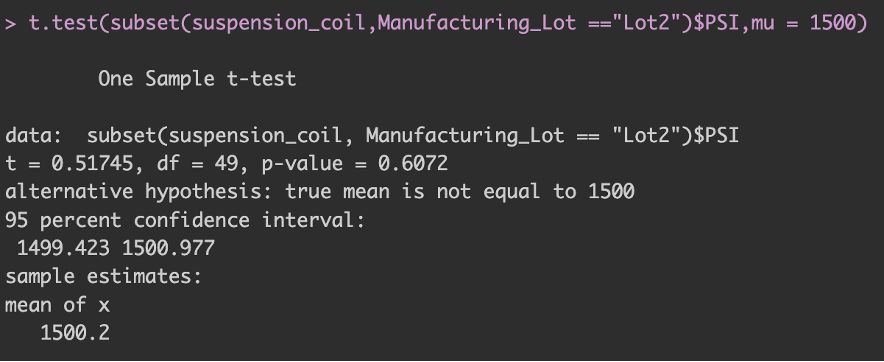 > t.test(subset(suspension_coil,Manufacturing_Lot =="Lot2")$PSI,mu = 1500)
One Sample t-test
data:  subset(suspension_coil, Manufacturing_Lot == "Lot2")$PSI
t = 0.51745, df = 49, p-value = 0.6072
alternative hypothesis: true mean is not equal to 1500
95 percent confidence interval:
 1499.423 1500.977
sample estimates:
mean of x
   1500.2